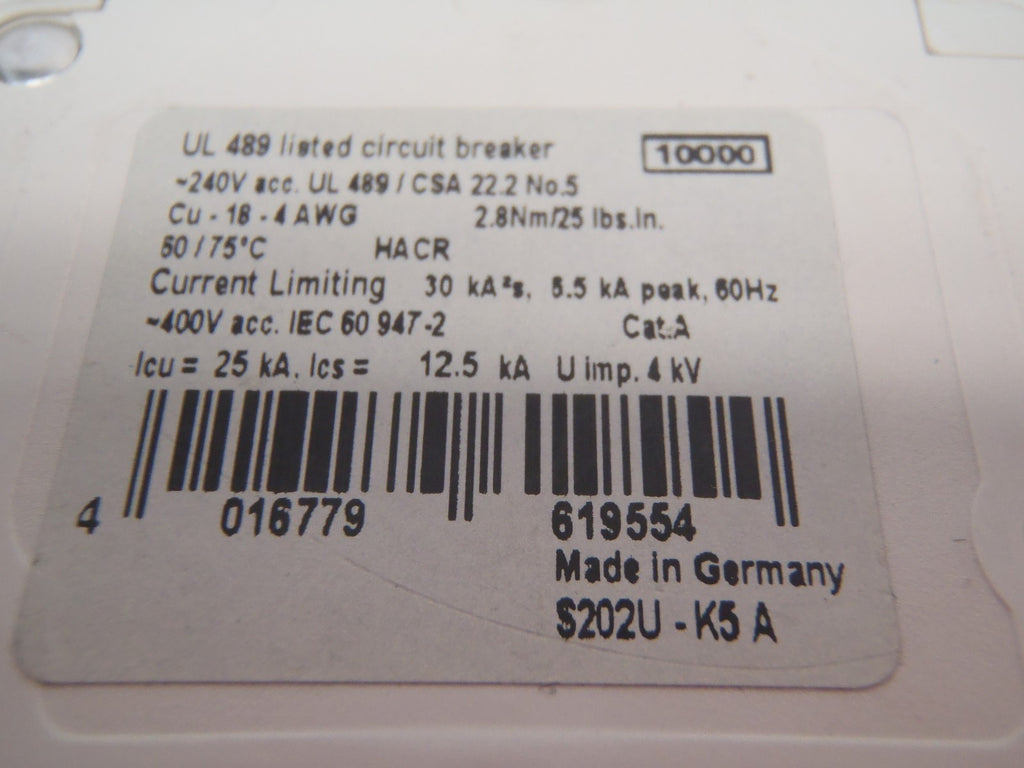 UL 489 listed circuit breaker 10000
~240V acc. UL 489 / CSA 22.2 No.5
Cu - 18 - 4 AWG 2.8Nm/25 lbs.in.
60 / 75°C HACR
Current Limiting 30 kA²s, 5.5 kA peak, 60Hz
~400V acc. IEC 60 947-2 Cat.A
Icu = 25 kA. Ics = 12.5 kA U imp. 4 kV
4 016779 619554
Made in Germany
S202U - K5 A